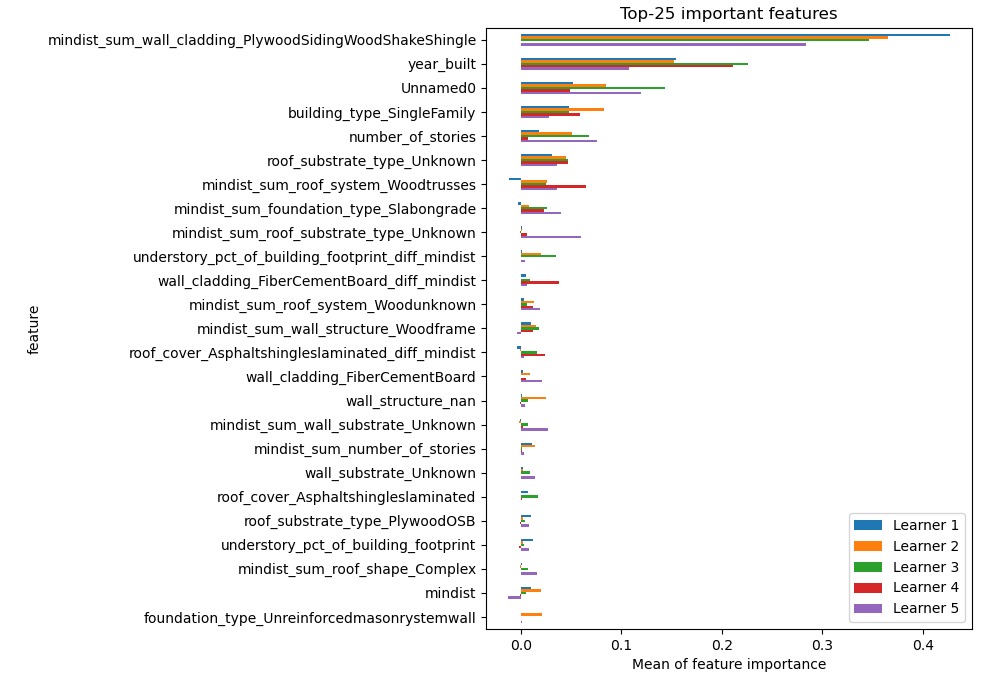 Top-25 important features
mindist_sum_wall_cladding_PlywoodSidingWoodShakeShingle
year_built
Unnamed0
building_type_SingleFamily
number_of_stories
roof_substrate_type_Unknown
mindist_sum_roof_system_Woodtrusses
mindist_sum_foundation_type_Slabongrade
mindist_sum_roof_substrate_type_Unknown
understory_pct_of_building_footprint_diff_mindist
wall_cladding_FiberCementBoard_diff_mindist
mindist_sum_roof_system_Woodunknown
mindist_sum_wall_structure_Woodframe
roof_cover_Asphaltshingleslaminated_diff_mindist
wall_cladding_FiberCementBoard
wall_structure_nan
mindist_sum_wall_substrate_Unknown
mindist_sum_number_of_stories
wall_substrate_Unknown
roof_cover_Asphaltshingleslaminated
roof_substrate_type_PlywoodOSB
understory_pct_of_building_footprint
mindist_sum_roof_shape_Complex
mindist
foundation_type_Unreinforcedmasonrystemwall
feature
Learner 1
Learner 2
Learner 3
Learner 4
Learner 5
0.0 0.1 0.2 0.3 0.4
Mean of feature importance